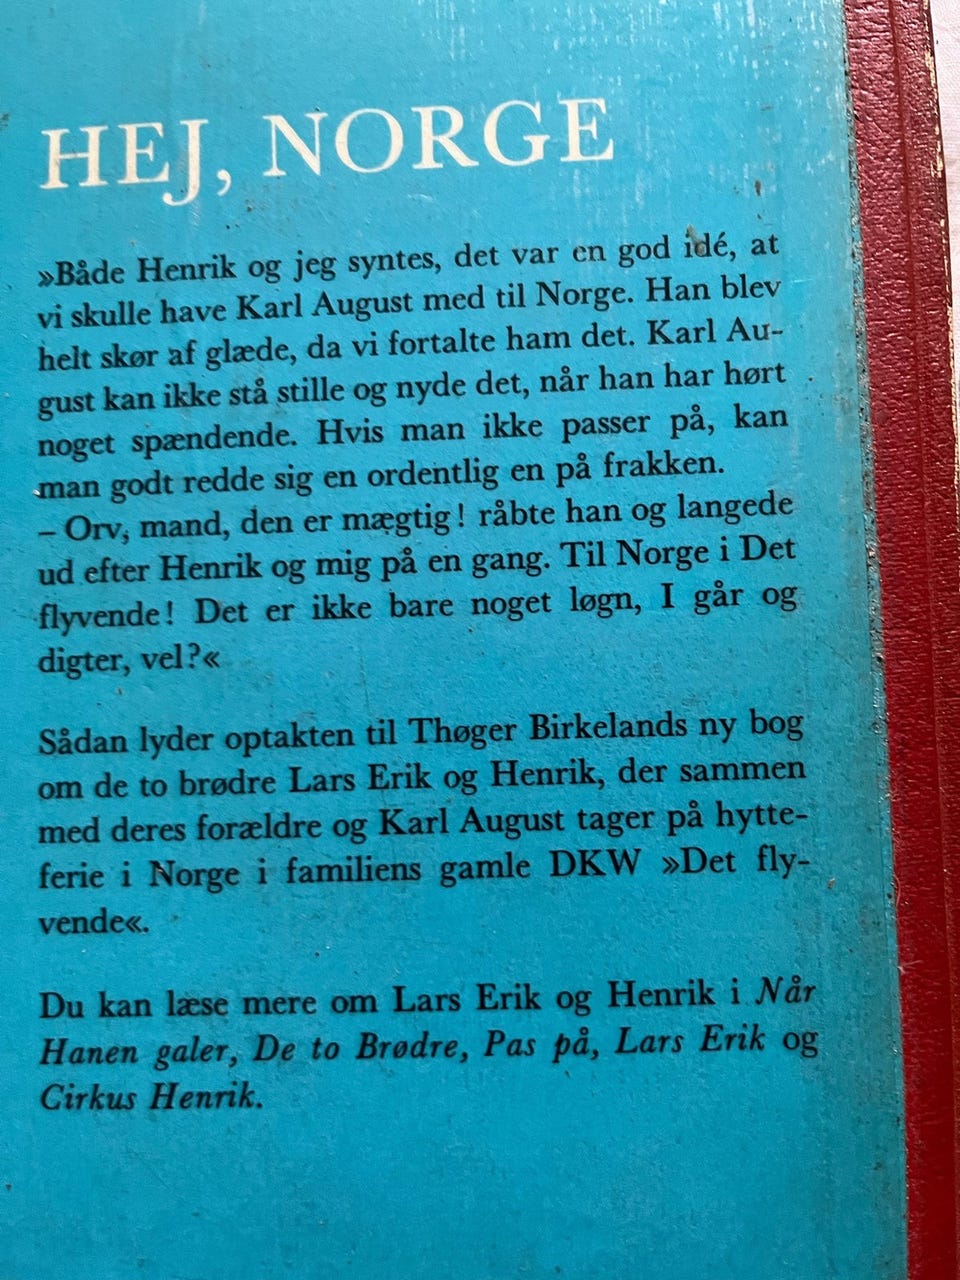 HEJ, NORGE
»Både Henrik og jeg syntes, det var en god idé, at
vi skulle have Karl August med til Norge. Han blev
helt skør af glæde, da vi fortalte ham det. Karl Au-
gust kan ikke stå stille og nyde det, når han har hørt
noget spændende. Hvis man ikke passer på, kan
man godt redde sig en ordentlig en på frakken.
– Orv, mand, den er mægtig! råbte han og langede
ud efter Henrik og mig på en gang. Til Norge i Det
flyvende! Det er ikke bare noget løgn, I går og
digter, vel?«
Sådan lyder optakten til Thøger Birkelands ny bog
om de to brødre Lars Erik og Henrik, der sammen
med deres forældre og Karl August tager på hytte-
ferie i Norge i familiens gamle DKW »Det fly-
vende«.
Du kan læse mere om Lars Erik og Henrik i Når
Hanen galer, De to Brødre, Pas på, Lars Erik og
Cirkus Henrik.